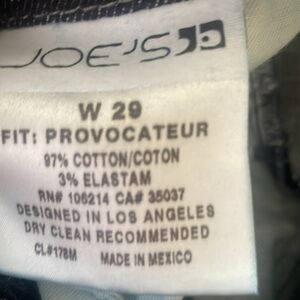 JOE'S
W 29
FIT: PROVOCATEUR
97% COTTON/COTON
3% ELASTAM
RN# 106214 CA# 35037
DESIGNED IN LOS ANGELES
DRY CLEAN RECOMMENDED
CL#178M MADE IN MEXICO